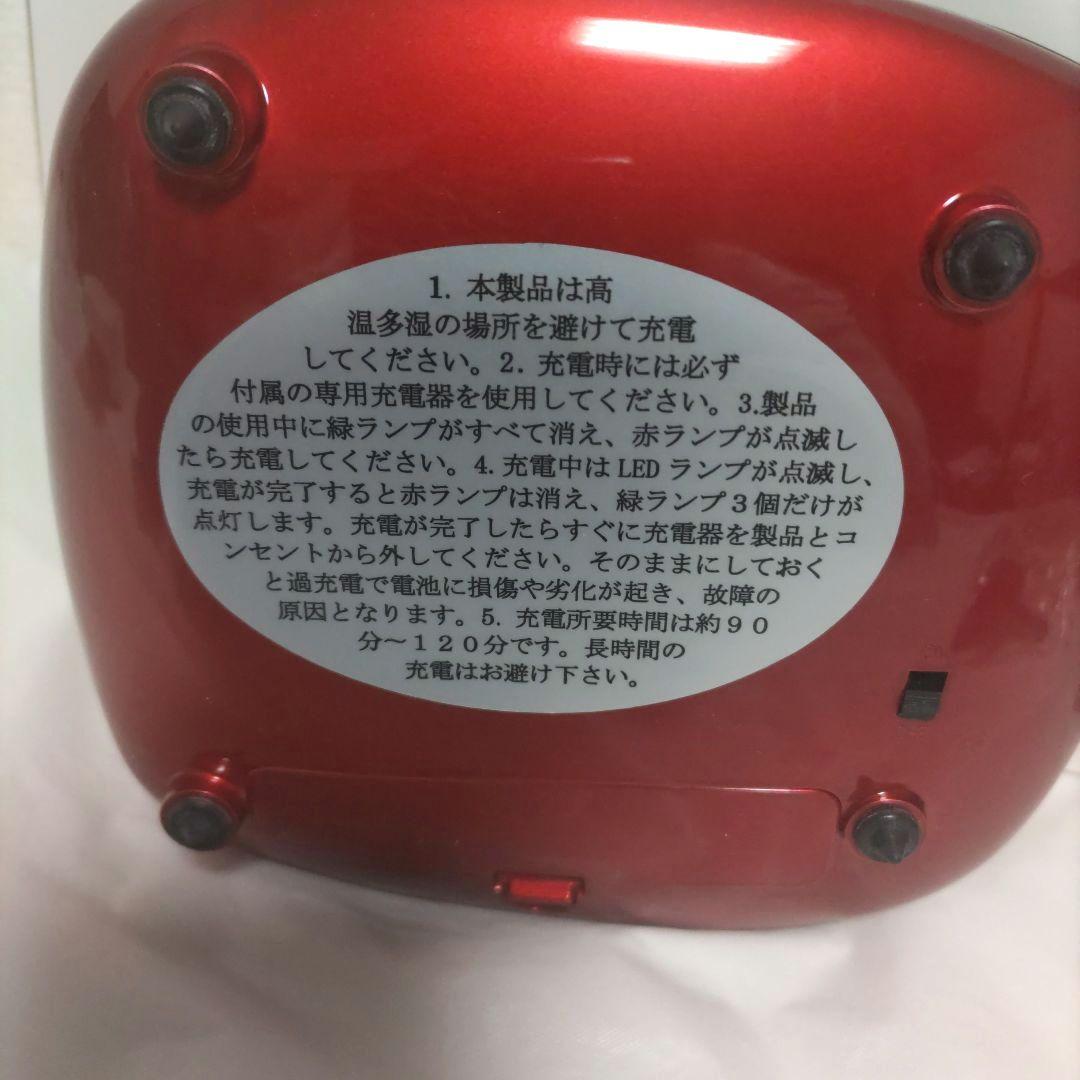 1. 本製品は高
温多湿の場所を避けて充電
してください。2. 充電時には必ず
付属の専用充電器を使用してください。3.製品
の使用中に緑ランプがすべて消え、赤ランプが点滅し
たら充電してください。4. 充電中は LED ランプが点滅し、
充電が完了すると赤ランプは消え、緑ランプ３個だけが
点灯します。充電が完了したらすぐに充電器を製品とコ
ンセントから外してください。そのままにしておく
と過充電で電池に損傷や劣化が起き、故障の
原因となります。5. 充電所要時間は約９０
分～１２０分です。長時間の
充電はお避け下さい。